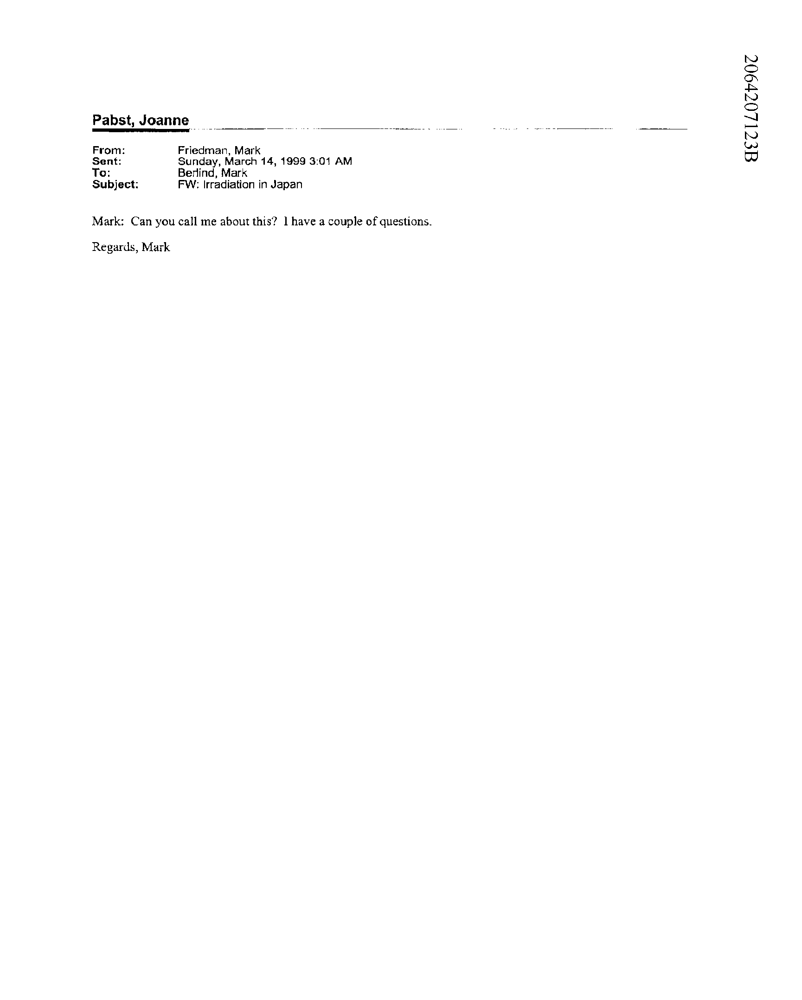 2064207123B
Pabst, Joanne
From: Friedman, Mark
Sent: Sunday, March 14, 1999 3:01 AM
To: Berlind, Mark
Subject: FW: Irradiation in Japan
Mark: Can you call me about this? I have a couple of questions.
Regards, Mark